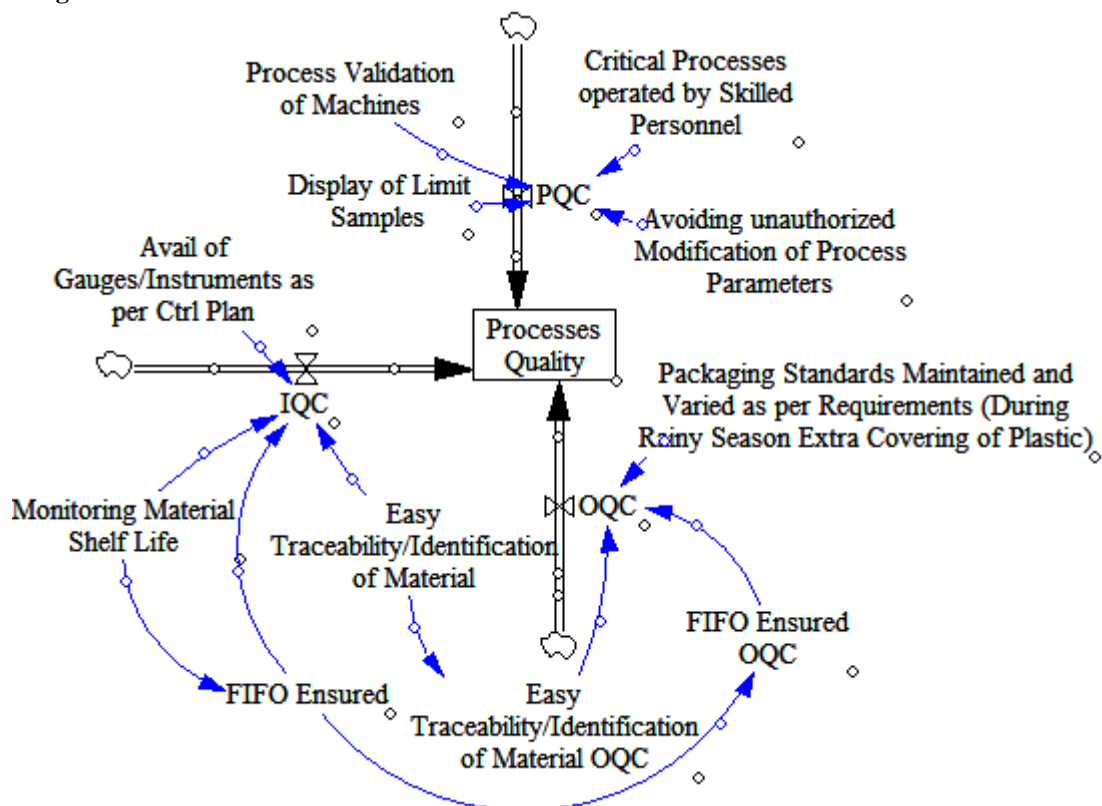 Process Validation
of Machines
Critical Processes
operated by Skilled
Personnel
Display of Limit
Samples
PQC
Avoiding unauthorized
Modification of Process
Parameters
Avail of
Gauges/Instruments as
per Ctrl Plan
Processes
Quality
IQC
Packaging Standards Maintained and
Varied as per Requirements (During
Rainy Season Extra Covering of Plastic)
Monitoring Material
Shelf Life
Easy
Traceability/Identification
of Material
OQC
FIFO Ensured
OQC
FIFO Ensured
Easy
Traceability/Identification
of Material OQC